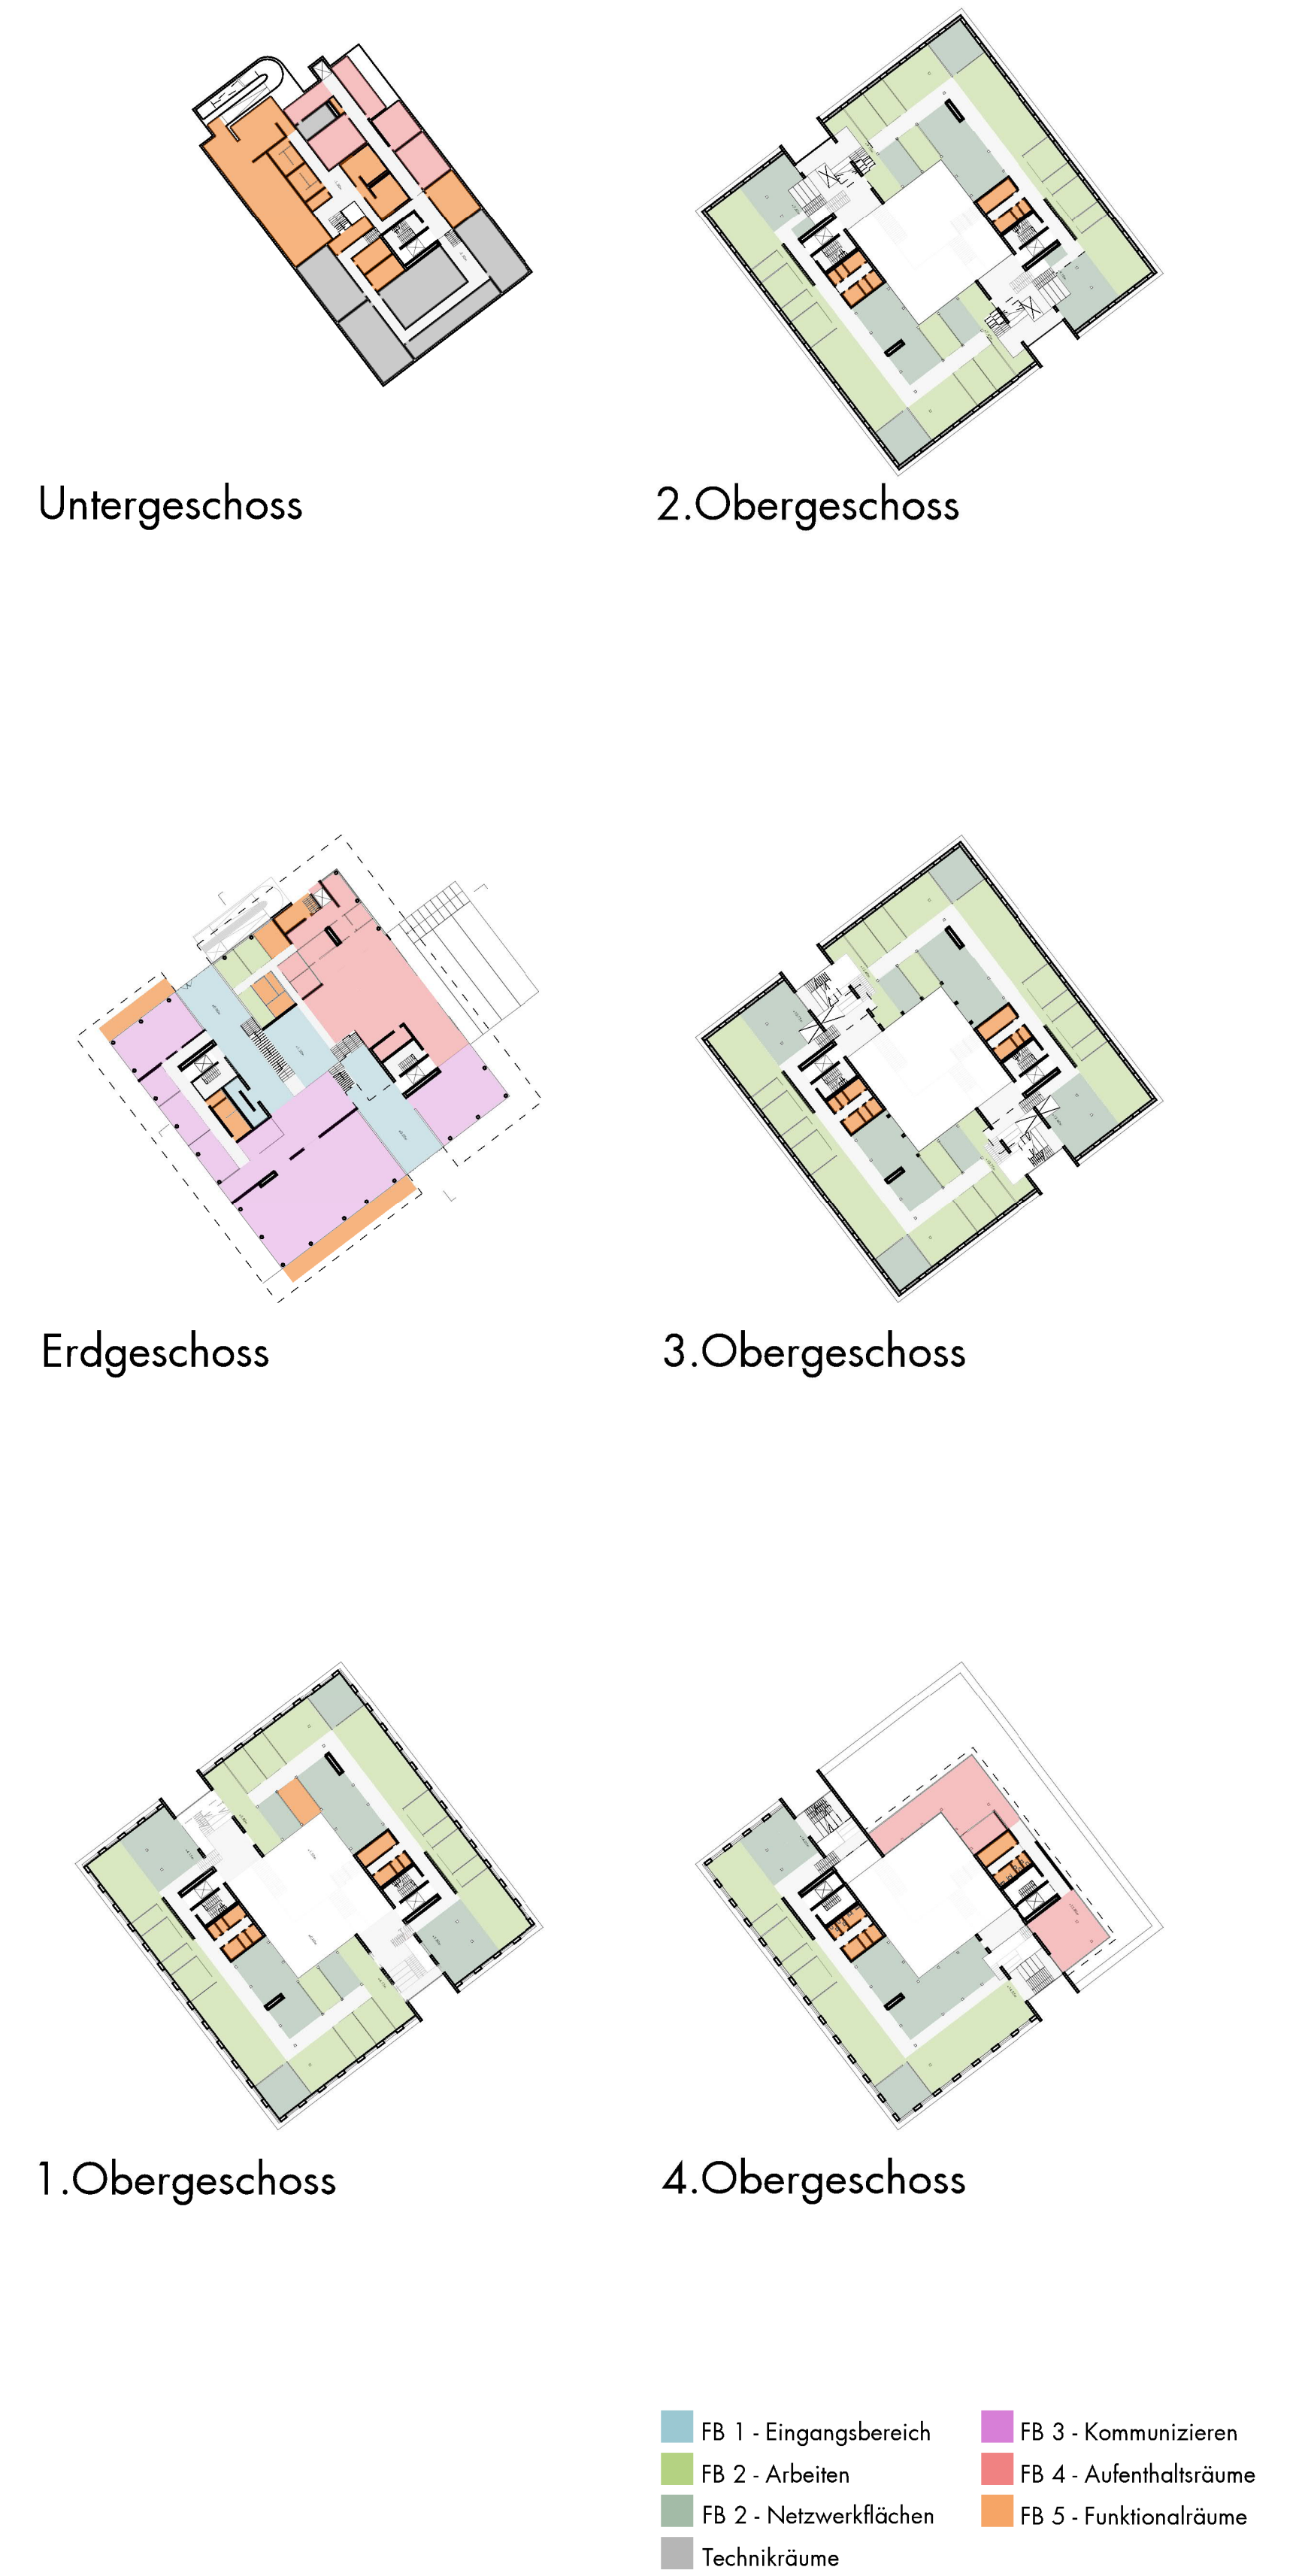 Untergeschoss
2.Obergeschoss
Erdgeschoss
3.Obergeschoss
1.Obergeschoss
4.Obergeschoss
FB 1 - Eingangsbereich
FB 2 - Arbeiten
FB 2 - Netzwerkflächen
Technikräume
FB 3 - Kommunizieren
FB 4 - Aufenthaltsräume
FB 5 - Funktionalräume